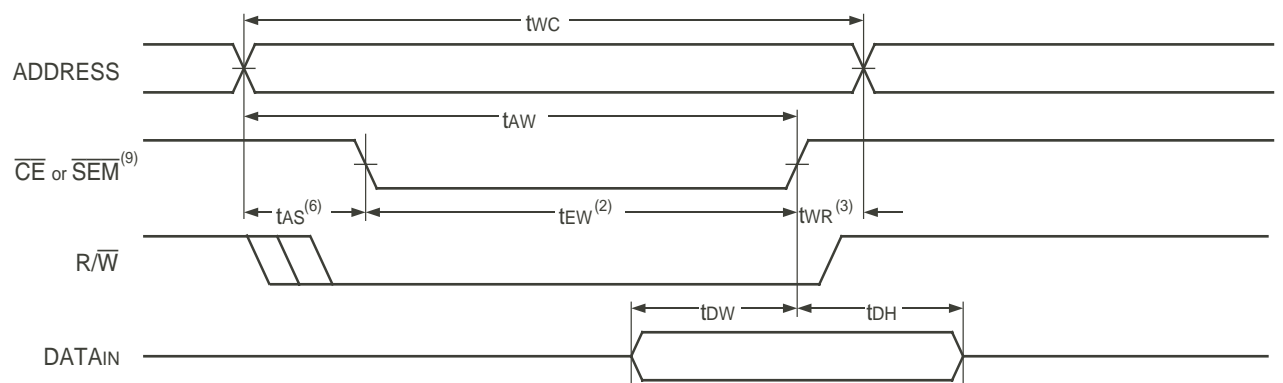 tWC
ADDRESS
tAW
CE or SEM(9)
tAS(6) tEW(2) tWR(3)
R/W
tDW tDH
DATAIN